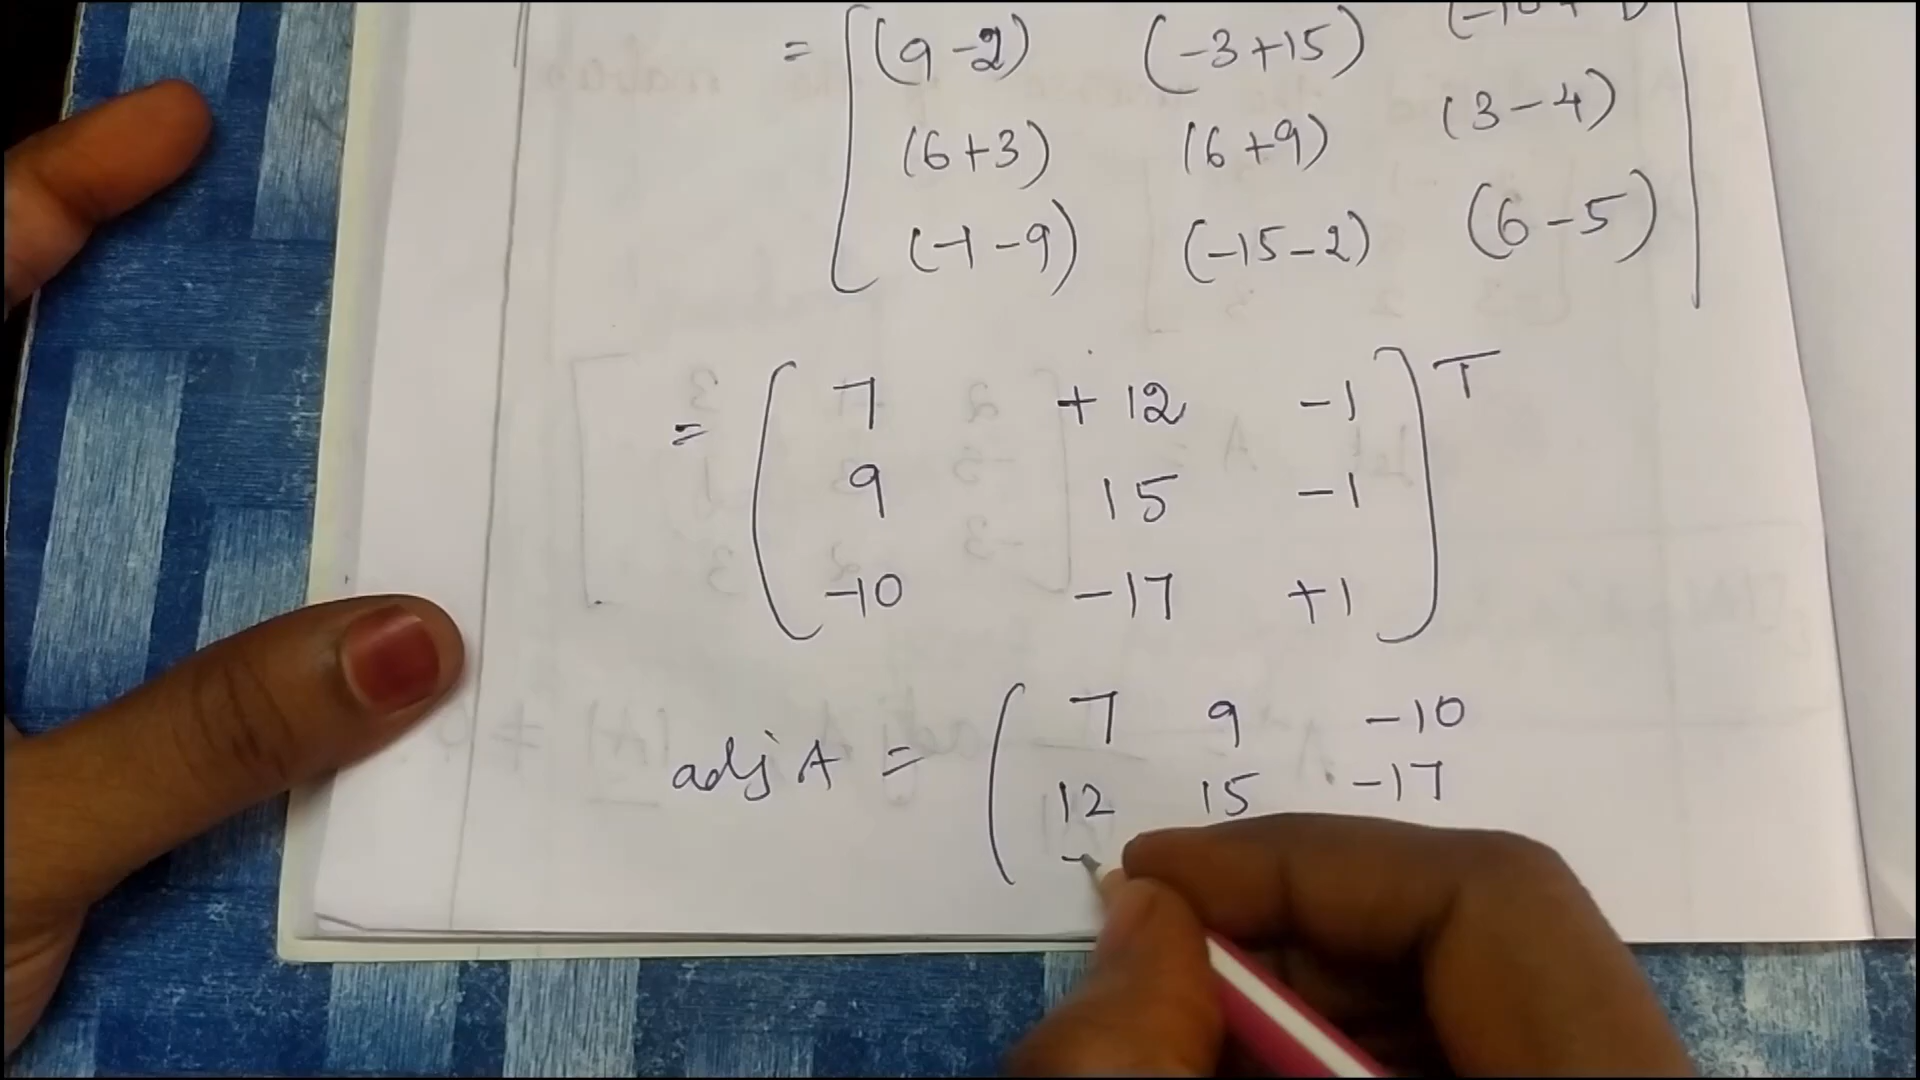 = [(9-2) (-3+15)
(6+3) (6+9) (3-4)
(-1-9) (-15-2) (6-5)]
= ( 7 +12 -1 )T
9 15 -1
-10 -17 +1
adj A = ( 7 9 -10
12 15 -17
-